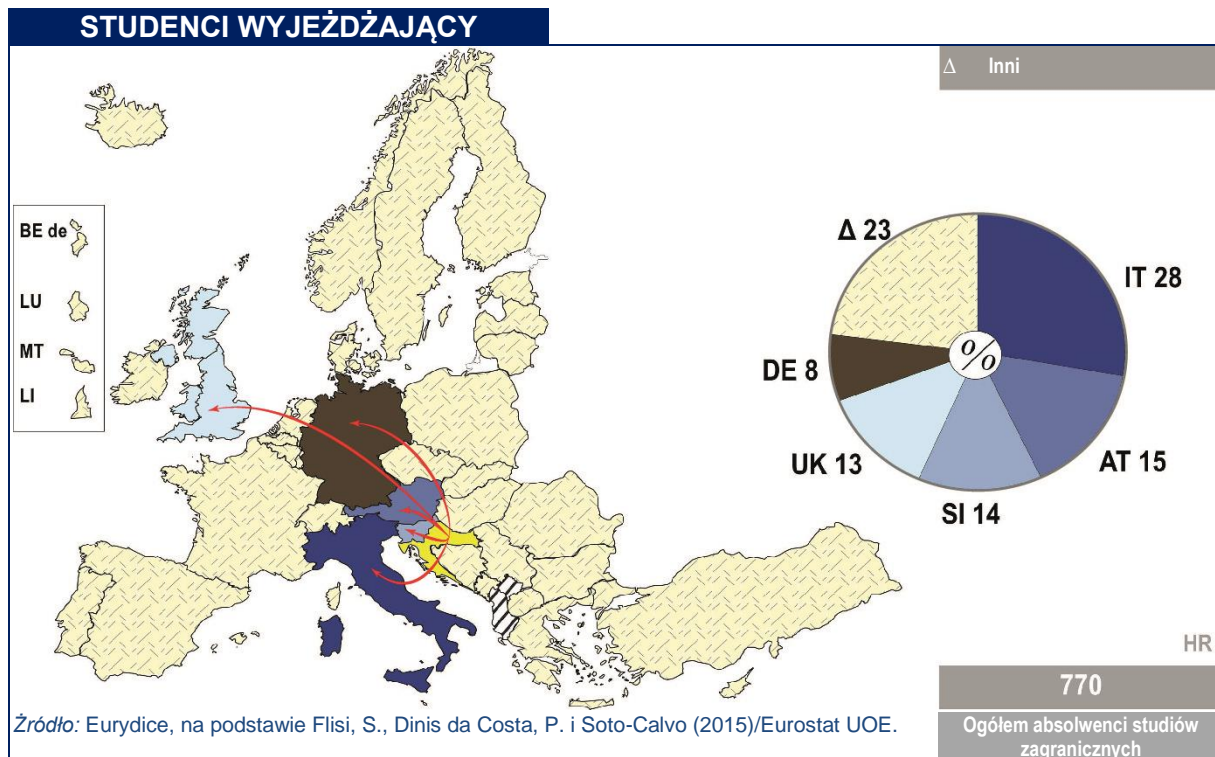 STUDENCI WYJEŻDŻAJĄCY
Δ Inni
BE de
LU
MT
LI
Δ 23
IT 28
DE 8
%
UK 13
AT 15
SI 14
HR
770
Ogółem absolwenci studiów
zagranicznych
Źródło: Eurydice, na podstawie Flisi, S., Dinis da Costa, P. i Soto-Calvo (2015)/Eurostat UOE.